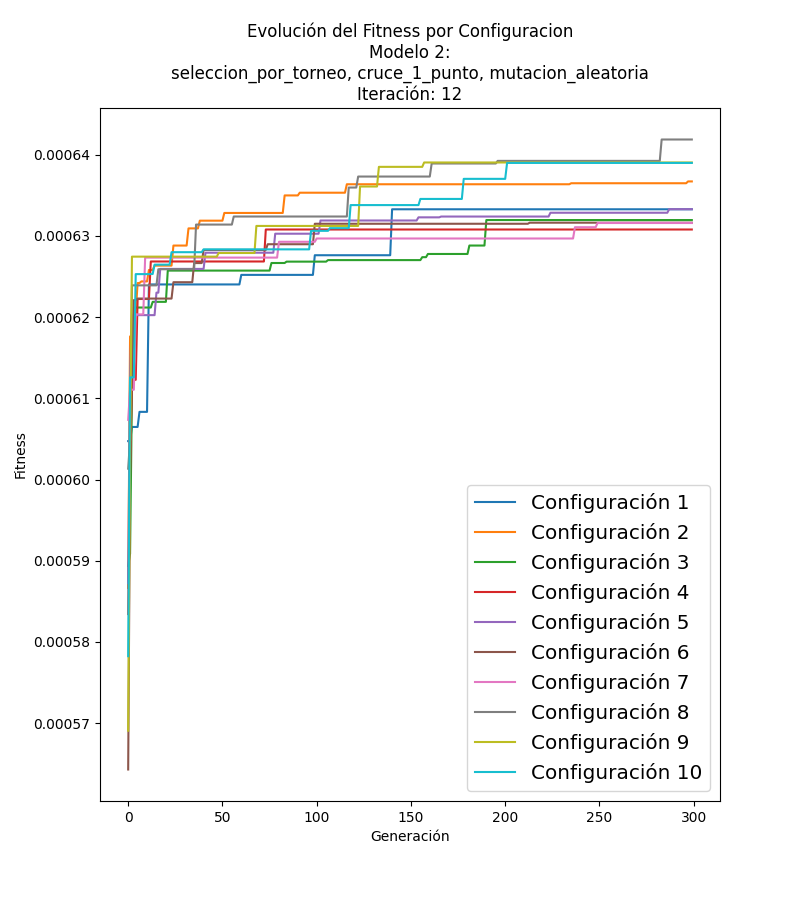 Evolución del Fitness por Configuracion
Modelo 2:
seleccion_por_torneo, cruce_1_punto, mutacion_aleatoria
Iteración: 12
Fitness
0.00064
0.00063
0.00062
0.00061
0.00060
0.00059
0.00058
0.00057
Configuración 1
Configuración 2
Configuración 3
Configuración 4
Configuración 5
Configuración 6
Configuración 7
Configuración 8
Configuración 9
Configuración 10
0 50 100 150 200 250 300
Generación